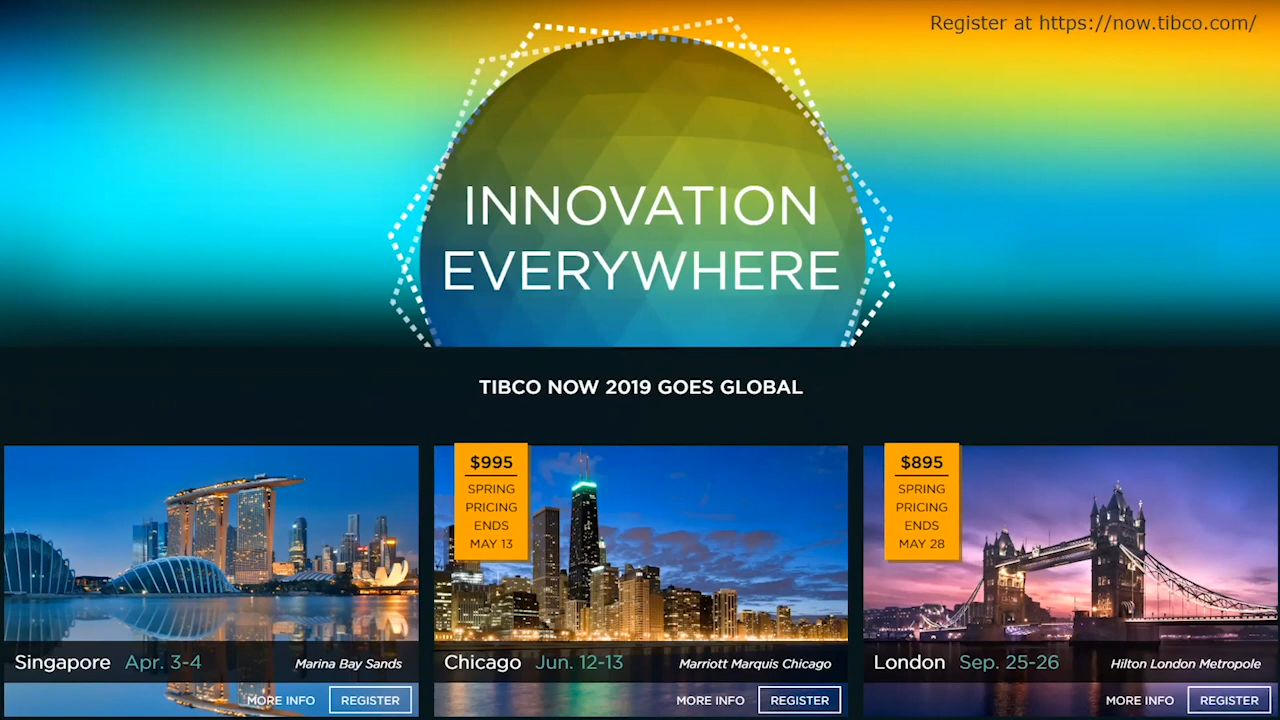 Register at https://now.tibco.com/
INNOVATION
EVERYWHERE
TIBCO NOW 2019 GOES GLOBAL
Singapore Apr. 3-4 Marina Bay Sands
MORE INFO REGISTER
$995
SPRING
PRICING
ENDS
MAY 13
Chicago Jun. 12-13 Marriott Marquis Chicago
MORE INFO REGISTER
$895
SPRING
PRICING
ENDS
MAY 28
London Sep. 25-26 Hilton London Metropole
MORE INFO REGISTER